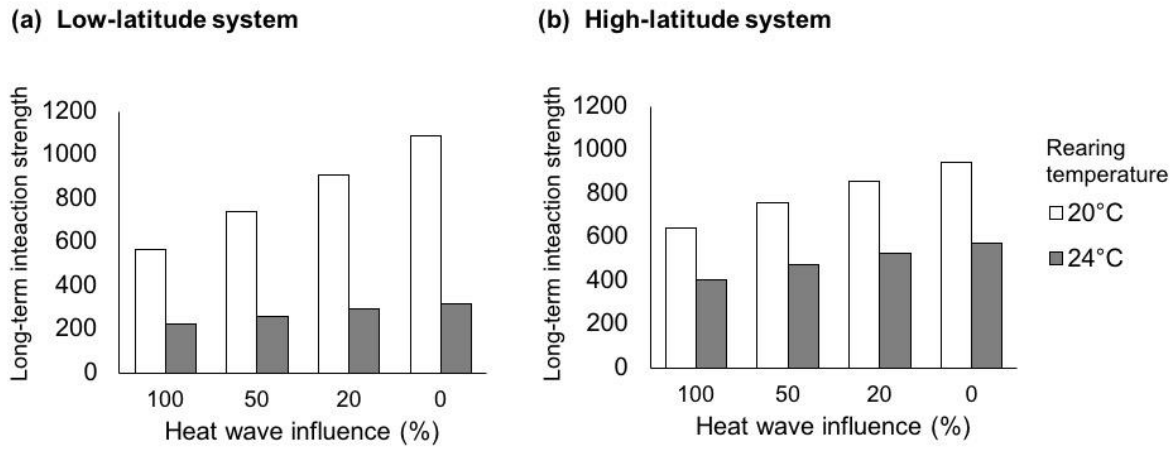 (a) Low-latitude system
Long-term inteaction strength
1200
1000
800
600
400
200
0
100 50 20 0
Heat wave influence (%)
(b) High-latitude system
Long-term inteaction strength
1200
1000
800
600
400
200
0
100 50 20 0
Heat wave influence (%)
Rearing
temperature
20°C
24°C